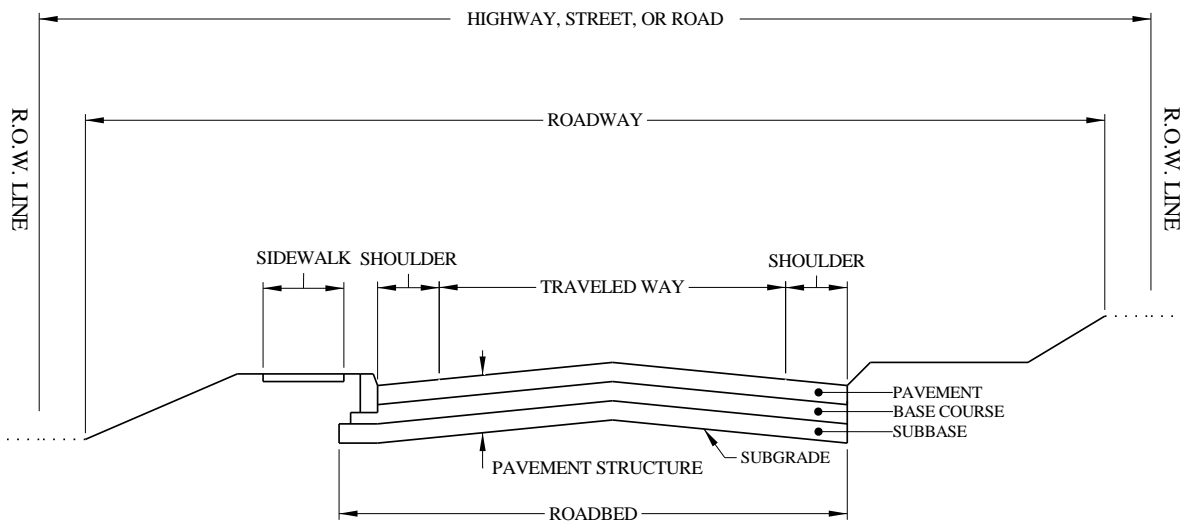 HIGHWAY, STREET, OR ROAD
R.O.W. LINE
R.O.W. LINE
ROADWAY
SIDEWALK
SHOULDER
SHOULDER
TRAVELED WAY
PAVEMENT
BASE COURSE
SUBBASE
SUBGRADE
PAVEMENT STRUCTURE
ROADBED